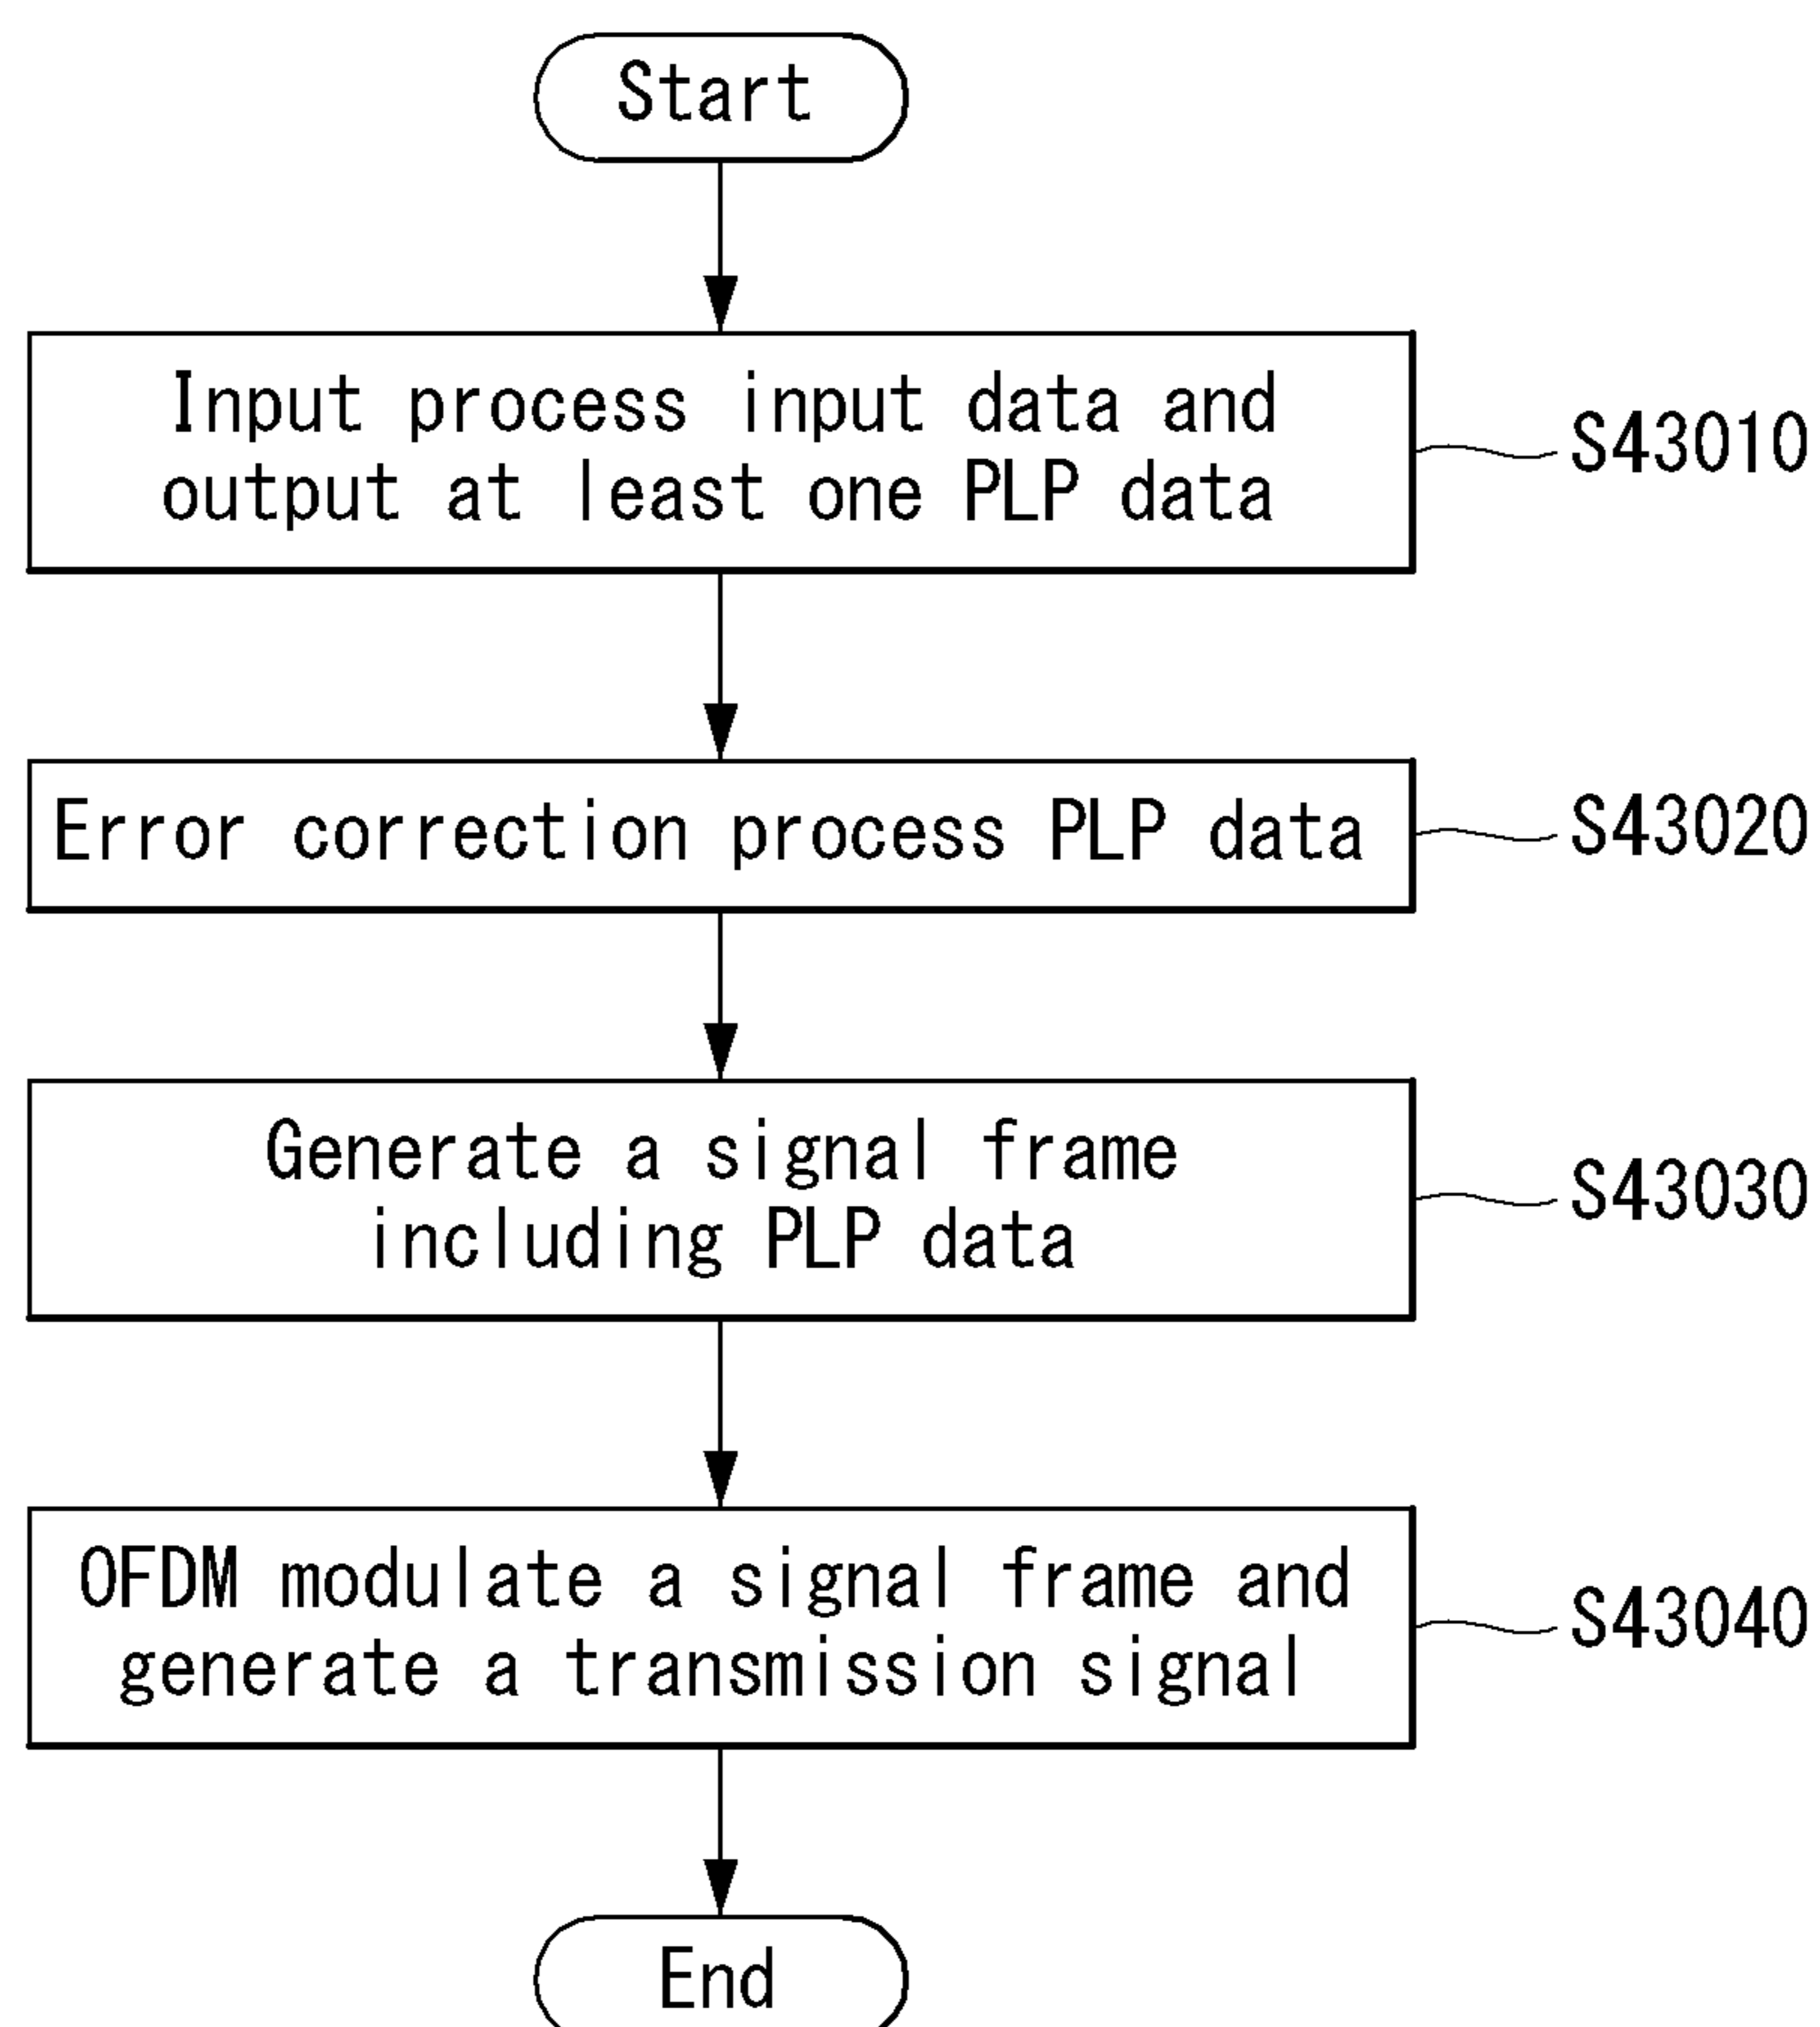 Start
Input process input data and
output at least one PLP data
S43010
Error correction process PLP data
S43020
Generate a signal frame
including PLP data
S43030
OFDM modulate a signal frame and
generate a transmission signal
S43040
End